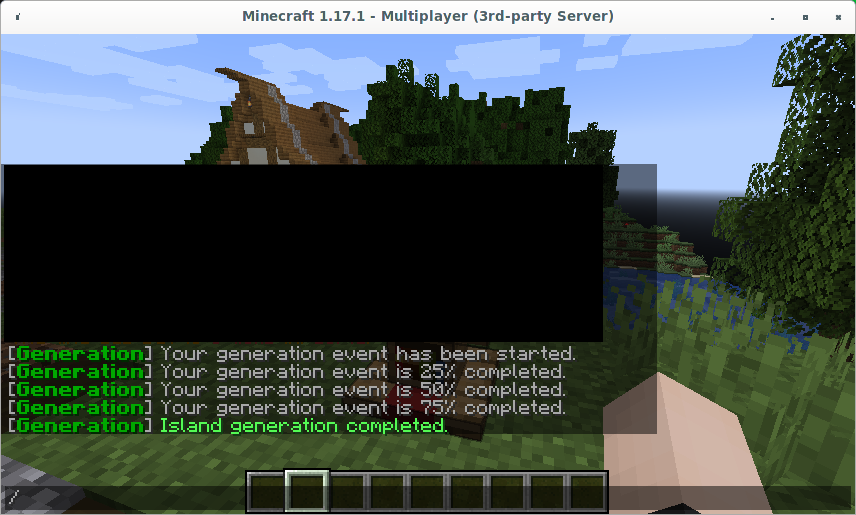 Minecraft 1.17.1 - Multiplayer (3rd-party Server)
[Generation] Your generation event has been started.
[Generation] Your generation event is 25% completed.
[Generation] Your generation event is 50% completed.
[Generation] Your generation event is 75% completed.
[Generation] Island generation completed.
/